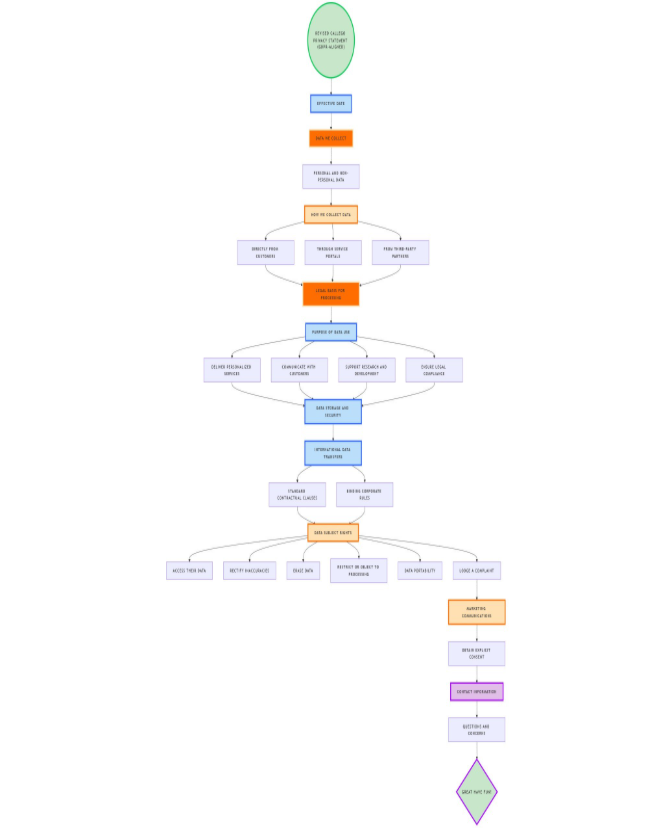 REVISED CALLEGO
PRIVACY STATEMENT
(GDPR-ALIGNED)
EFFECTIVE DATE
DATA WE COLLECT
PERSONAL AND NON-
PERSONAL DATA
HOW WE COLLECT DATA
DIRECTLY FROM
CUSTOMERS
THROUGH SERVICE
PORTALS
FROM THIRD-PARTY
PARTNERS
LEGAL BASIS FOR
PROCESSING
PURPOSE OF DATA USE
DELIVER PERSONALIZED
SERVICES
COMMUNICATE WITH
CUSTOMERS
SUPPORT RESEARCH AND
DEVELOPMENT
ENSURE LEGAL
COMPLIANCE
DATA STORAGE AND
SECURITY
INTERNATIONAL DATA
TRANSFERS
STANDARD
CONTRACTUAL CLAUSES
BINDING CORPORATE
RULES
DATA SUBJECT RIGHTS
ACCESS THEIR DATA
RECTIFY INACCURACIES
ERASE DATA
RESTRICT OR OBJECT TO
PROCESSING
DATA PORTABILITY
LODGE A COMPLAINT
MARKETING
COMMUNICATIONS
OBTAIN EXPLICIT
CONSENT
CONTACT INFORMATION
QUESTIONS AND
CONCERNS
GREAT HAVE FUN!